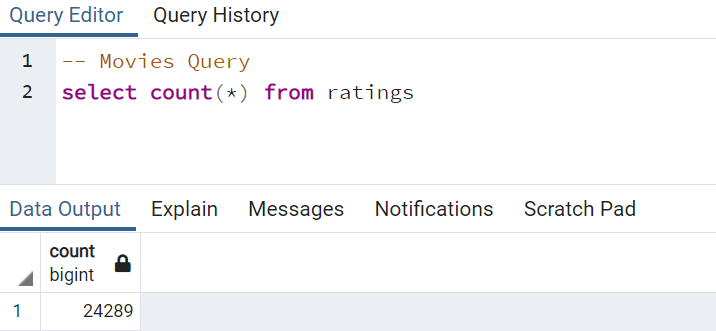 Query Editor Query History
1 -- Movies Query
2 select count(*) from ratings
Data Output Explain Messages Notifications Scratch Pad
count
bigint
1 24289